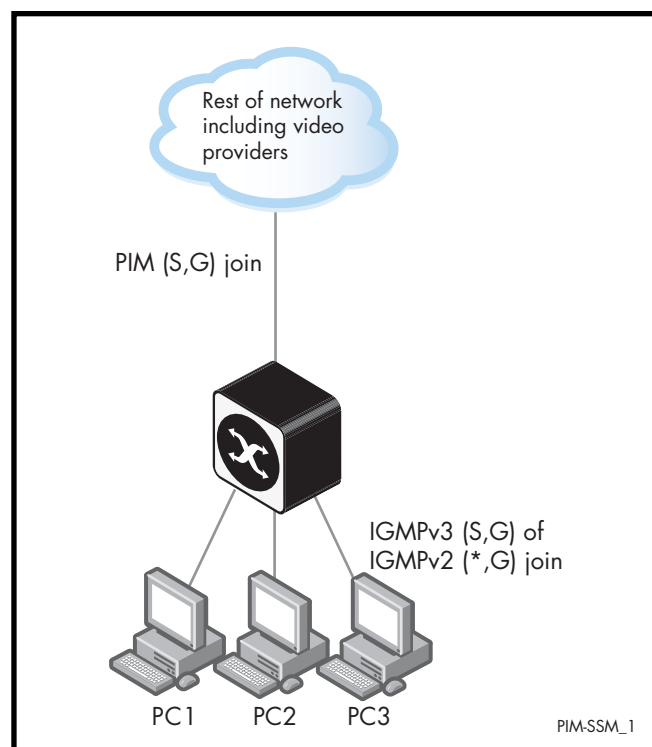 Rest of network
including video
providers
PIM (S,G) join
IGMPv3 (S,G) of
IGMPv2 (*,G) join
PC1 PC2 PC3
PIM-SSM_1